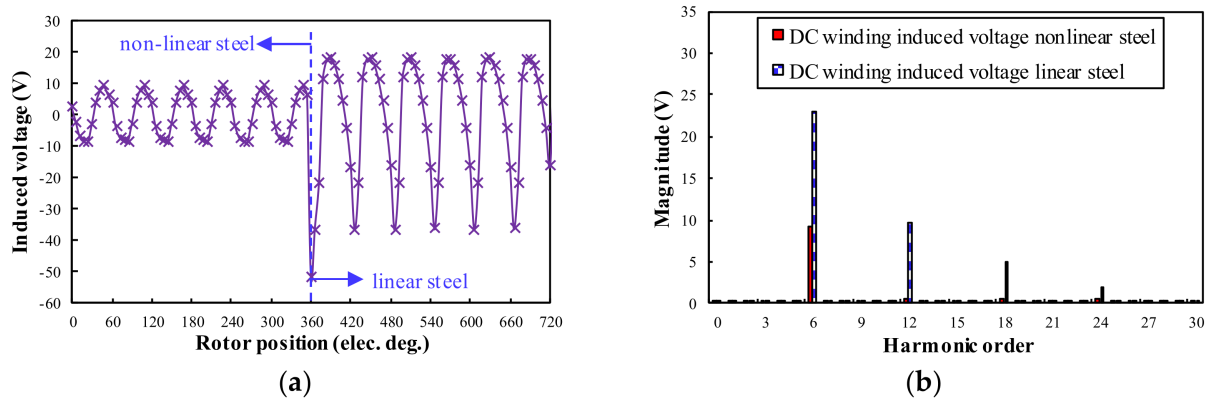 30
20
10
0
-10
-20
-30
-40
-50
-60
Induced voltage (V)
non-linear steel
linear steel
0 60 120 180 240 300 360 420 480 540 600 660 720
Rotor position (elec. deg.)
(a)
35
30
25
20
15
10
5
0
Magnitude (V)
DC winding induced voltage nonlinear steel
DC winding induced voltage linear steel
0 3 6 9 12 15 18 21 24 27 30
Harmonic order
(b)